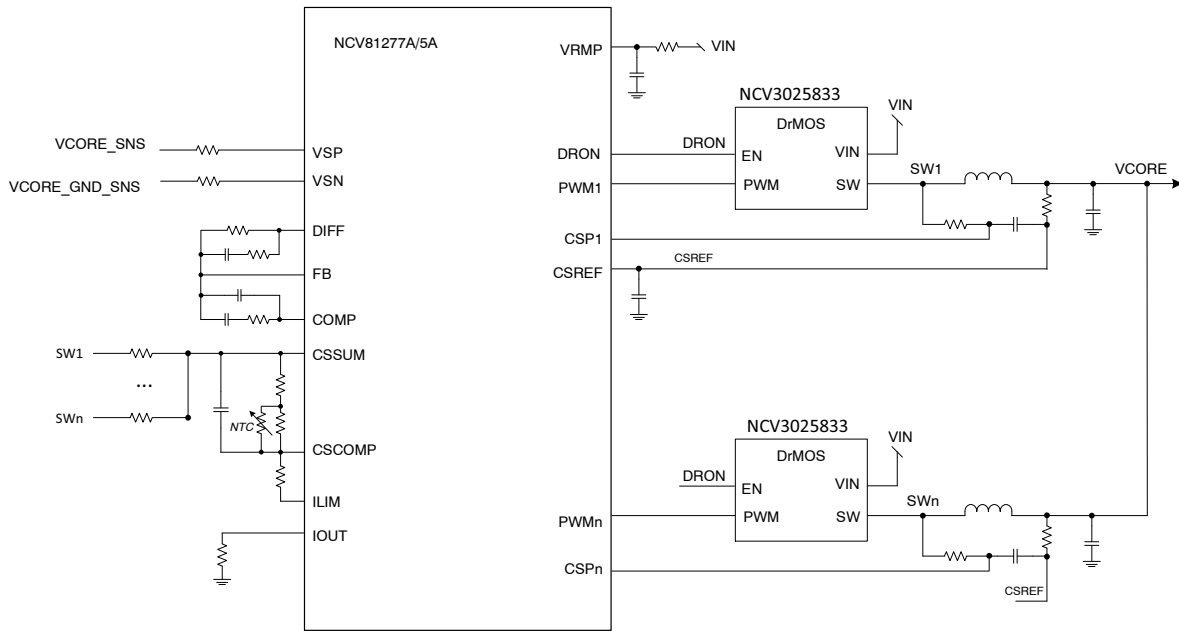 NCV81277A/5A
VRMP
VIN
NCV3025833
DrMOS
VIN
VCORE_SNS
VSP
DRON
DRON
EN
VIN
VCORE_GND_SNS
VSN
PWM1
PWM
SW
SW1
VCORE
DIFF
CSP1
FB
CSREF
CSREF
COMP
SW1
CSSUM
...
SWn
NTC
CSCOMP
ILIM
IOUT
NCV3025833
DrMOS
VIN
DRON
EN
VIN
PWMn
PWM
SW
SWn
CSPn
CSREF